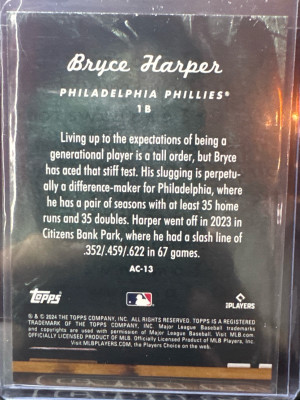 Bryce Harper
PHILADELPHIA PHILLIES®
1B
Living up to the expectations of being a
generational player is a tall order, but Bryce
has aced that stiff test. His slugging is perpetu-
ally a difference-maker for Philadelphia, where
he has a pair of seasons with at least 35 home
runs and 35 doubles. Harper went off in 2023 in
Citizens Bank Park, where he had a slash line of
.352/.459/.622 in 67 games.
AC-13
Topps
PLAYERS
® & © 2024 THE TOPPS COMPANY, INC. ALL RIGHTS RESERVED. TOPPS IS A REGISTERED
TRADEMARK OF THE TOPPS COMPANY, INC. Major League Baseball trademarks
and copyrights are used with permission of Major League Baseball. Visit MLB.com.
OFFICIALLY LICENSED PRODUCT OF MLB. Officially Licensed Product of MLB Players, Inc.
Visit MLBPLAYERS.COM, the Players Choice on the web.